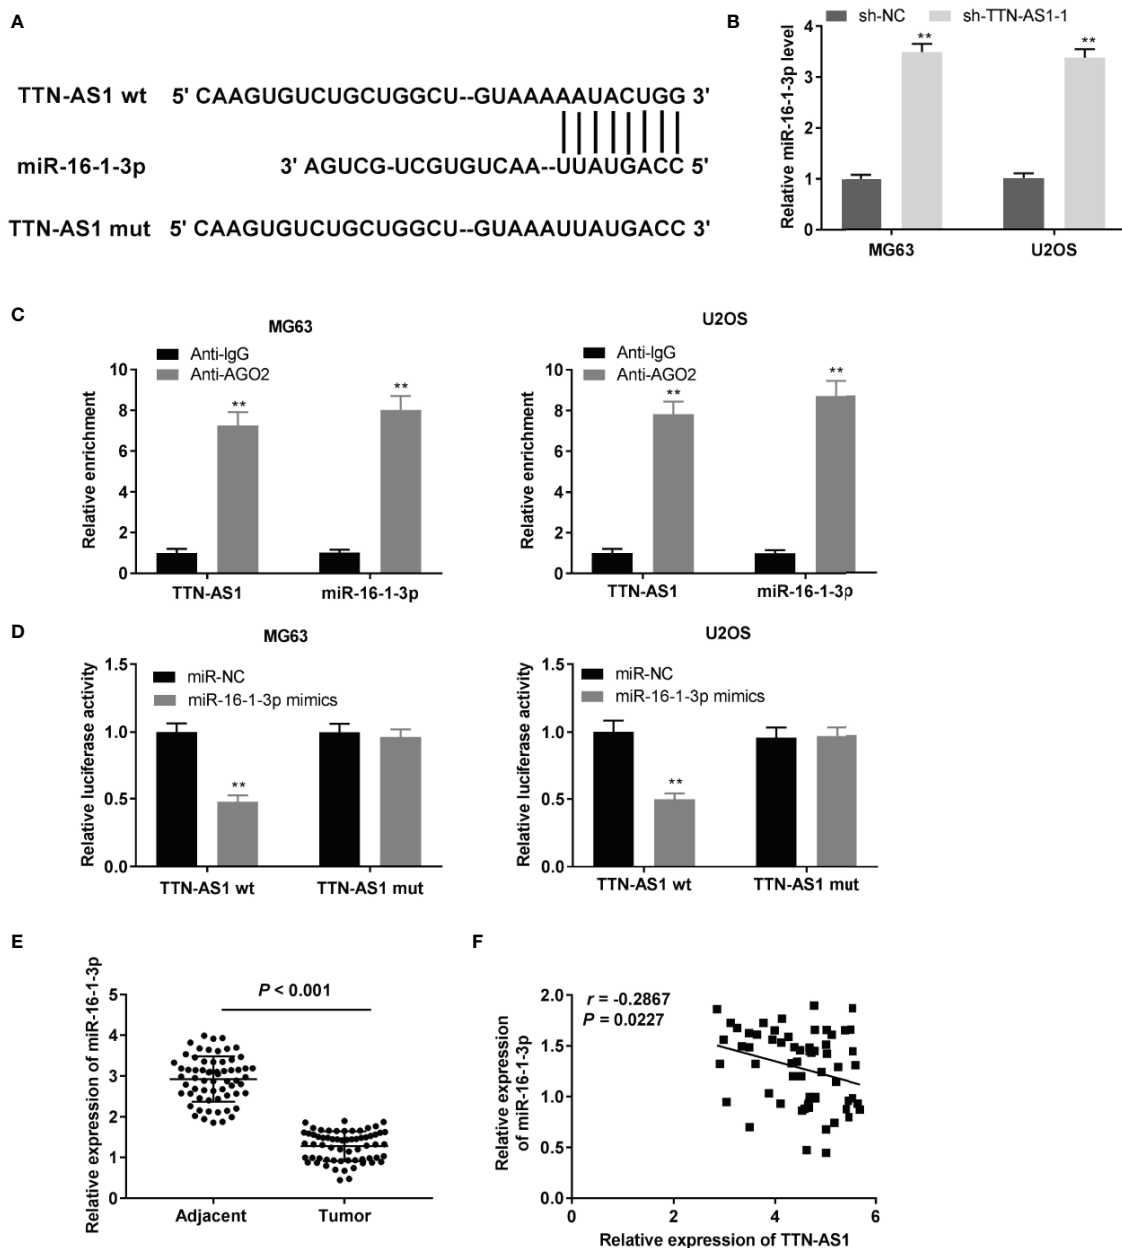 A
TTN-AS1 wt 5' CAAGUGUCUGCUGGCU--GUAAAAAUACUGG 3'
miR-16-1-3p 3' AGUCG-UCGUGUCAA--UUAUGACC 5'
TTN-AS1 mut 5' CAAGUGUCUGCUGGCU--GUAAAUUAUGACC 3'
B
sh-NC sh-TTN-AS1-1
Relative miR-16-1-3p level
4
3
2
1
0
**
**
MG63 U2OS
C
MG63
Anti-IgG
Anti-AGO2
Relative enrichment
10
8
6
4
2
0
**
**
TTN-AS1 miR-16-1-3p
U2OS
Anti-IgG
Anti-AGO2
Relative enrichment
10
8
6
4
2
0
**
**
TTN-AS1 miR-16-1-3p
D
MG63
miR-NC
miR-16-1-3p mimics
Relative luciferase activity
1.5
1.0
0.5
0.0
**
TTN-AS1 wt TTN-AS1 mut
U2OS
miR-NC
miR-16-1-3p mimics
Relative luciferase activity
1.5
1.0
0.5
0.0
**
TTN-AS1 wt TTN-AS1 mut
E
Relative expression of miR-16-1-3p
5
4
3
2
1
0
P < 0.001
Adjacent Tumor
F
Relative expression
of miR-16-1-3p
2.0
1.5
1.0
0.5
0.0
r = -0.2867
P = 0.0227
0 2 4 6
Relative expression of TTN-AS1